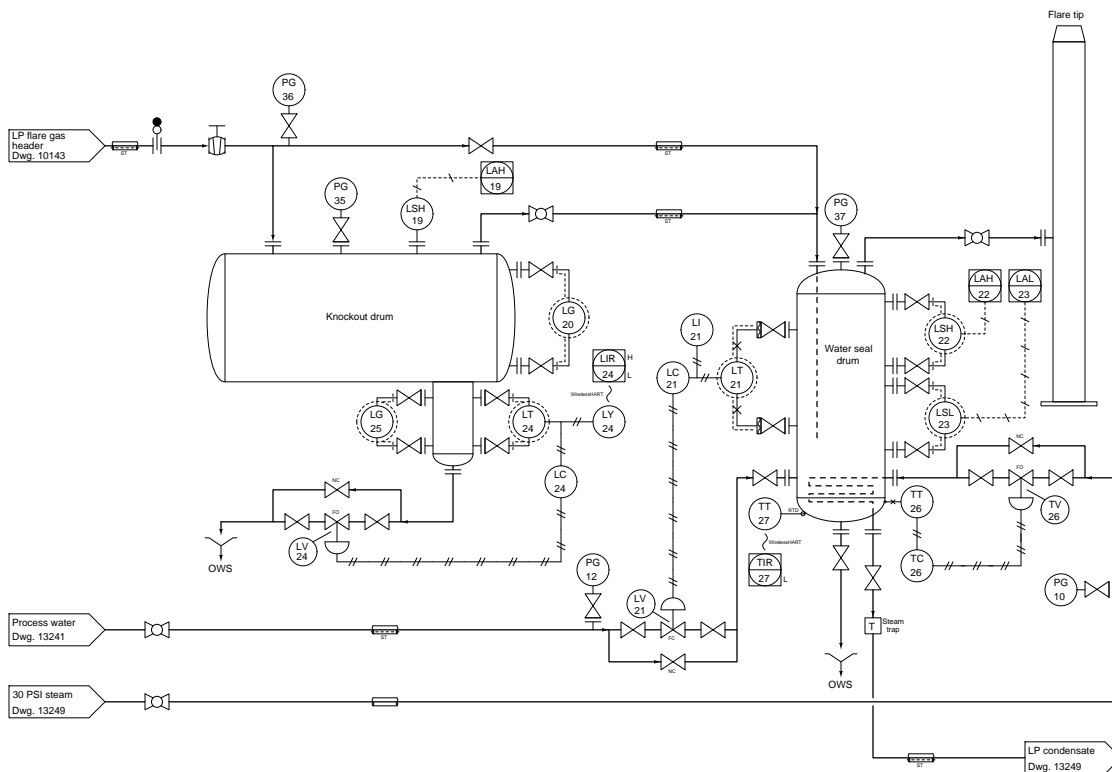 Flare tip
PG
36
LP flare gas
header
Dwg. 10143
ST
ST
LAH
19
PG
35
LSH
19
PG
37
ST
Knockout drum
LG
20
LAH
22
LAL
23
LI
21
LSH
22
Water seal
drum
LIR
24
H
L
LC
21
LT
21
WirelessHART
LG
25
LT
24
LY
24
LSL
23
NC
LC
24
NC
FO
TT
26
TV
26
FO
TT
27
RTD
LV
24
WirelessHART
OWS
TC
26
PG
12
TIR
27
L
PG
10
LV
21
Process water
Dwg. 13241
ST
FC
T
Steam
trap
NC
OWS
30 PSI steam
Dwg. 13249
LP condensate
Dwg. 13249
ST